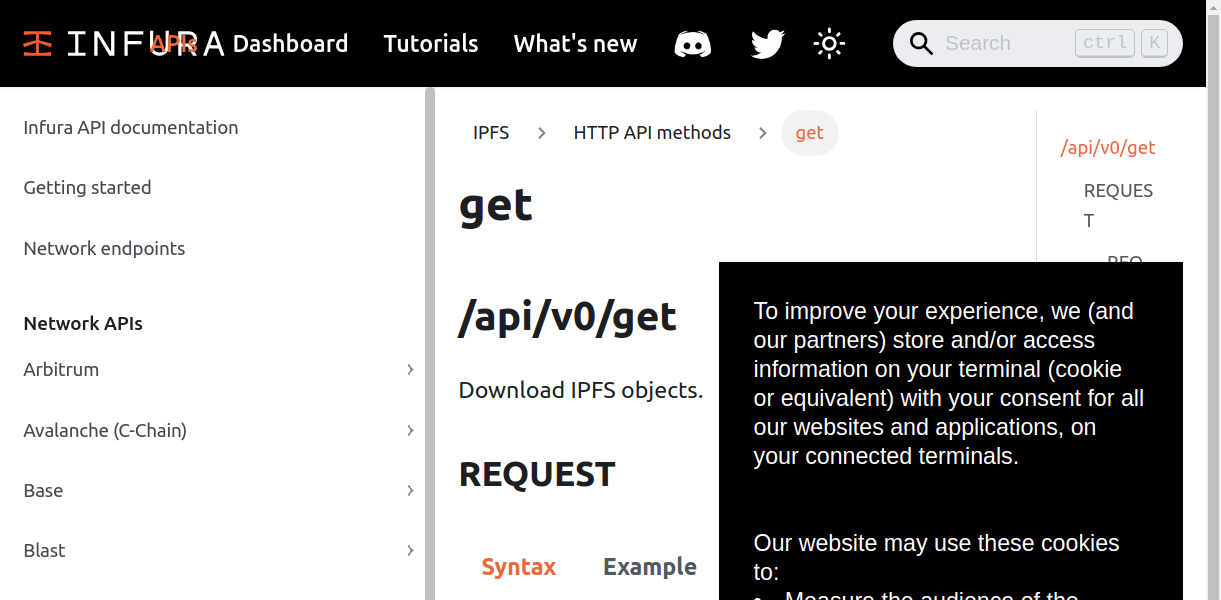 INFURA APIs Dashboard Tutorials What's new Search ctrl K
Infura API documentation
Getting started
Network endpoints
Network APIs
Arbitrum
Avalanche (C-Chain)
Base
Blast
IPFS HTTP API methods get
get
/api/v0/get
Download IPFS objects.
REQUEST
Syntax Example
/api/v0/get
REQUES
T
REQ
To improve your experience, we (and
our partners) store and/or access
information on your terminal (cookie
or equivalent) with your consent for all
our websites and applications, on
your connected terminals.
Our website may use these cookies
to:
• Measure the audience of the